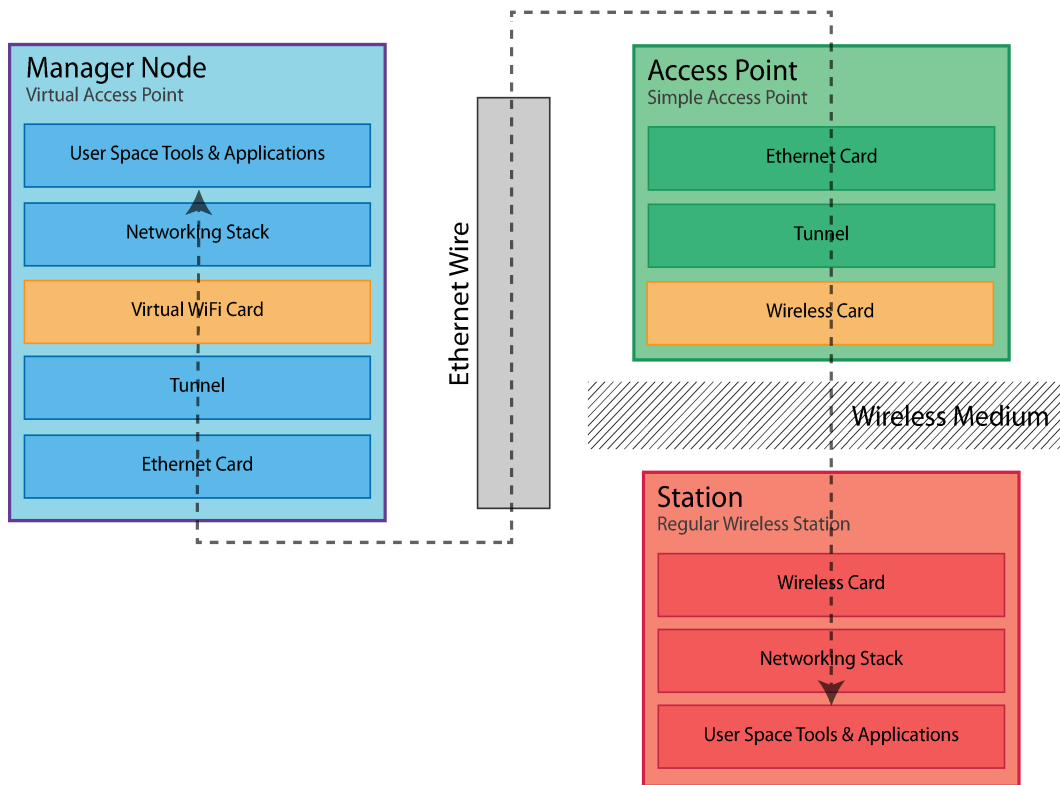 Manager Node
Virtual Access Point
User Space Tools & Applications
Networking Stack
Virtual WiFi Card
Tunnel
Ethernet Card
Ethernet Wire
Access Point
Simple Access Point
Ethernet Card
Tunnel
Wireless Card
Wireless Medium
Station
Regular Wireless Station
Wireless Card
Networking Stack
User Space Tools & Applications